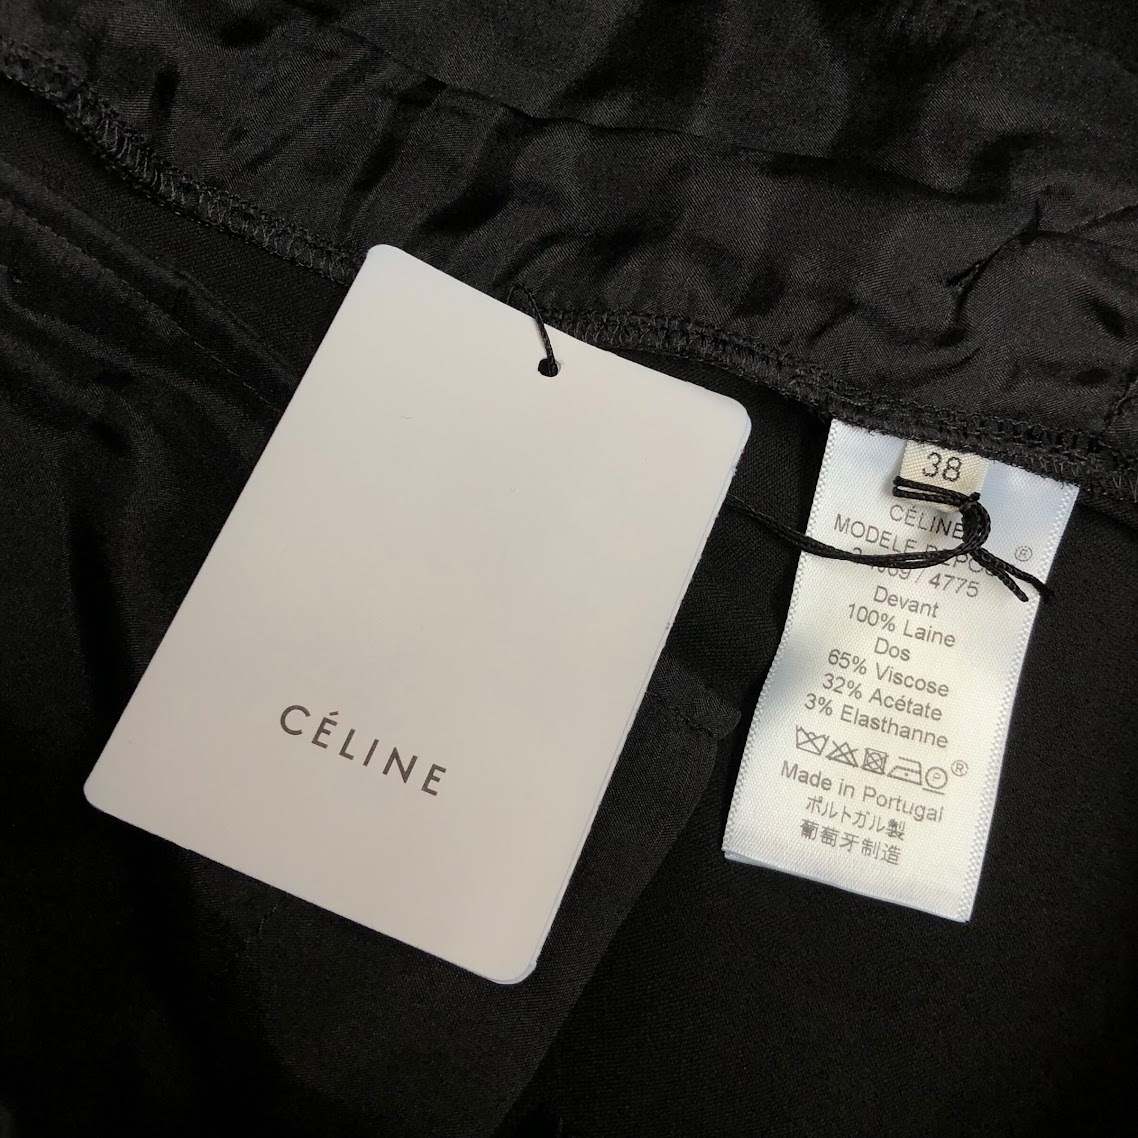 CÉLINE
38
CÉLINE
®
MODELE
/ 4775
Devant
100% Laine
Dos
65% Viscose
32% Acétate
3% Elasthanne
P ®
Made in Portugal
ポルトガル製
葡萄牙制造